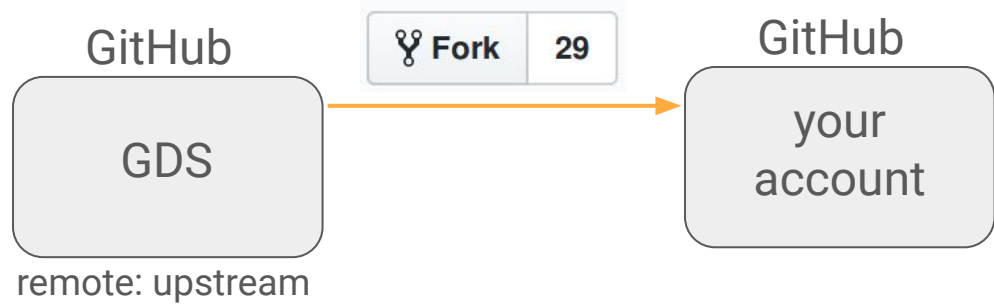 GitHub
GDS
remote: upstream
Fork 29
GitHub
your
account